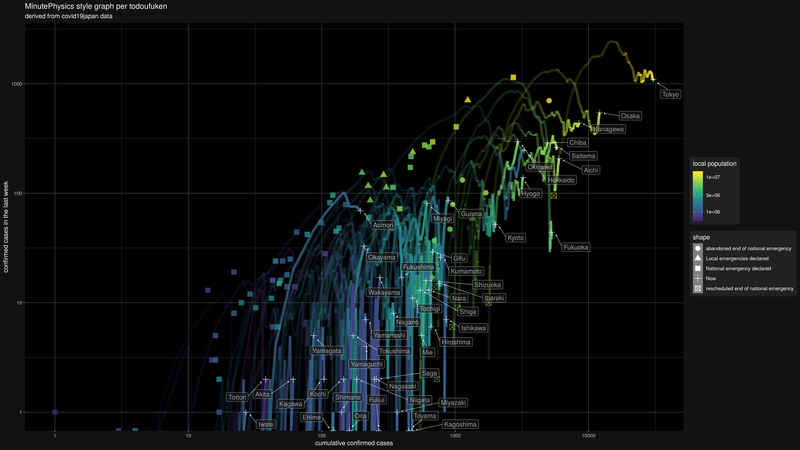 MinutePhysics style graph per todoufuken
derived from covid19japan data
confirmed cases in the last week
1000
100
10
1
Tokyo
Osaka
Kanagawa
Chiba
Saitama
Okinawa
Aichi
Hokkaido
Hyogo
Gunma
Miyagi
Aomori
Kyoto
Fukuoka
Okayama
Gifu
Fukushima
Kumamoto
Wakayama
Shizuoka
Nara
Ibaraki
Tochigi
Shiga
Nagano
Ishikawa
Yamanashi
Hiroshima
Yamagata
Tokushima
Mie
Yamaguchi
Saga
Nagasaki
Tottori
Akita
Kochi
Shimane
Kagawa
Fukui
Niigata
Miyazaki
Iwate
Ehime
Oita
Toyama
Kagoshima
1
10
100
1000
10000
cumulative confirmed cases
local population
1e+07
3e+06
1e+06
shape
abandoned end of national emergency
Local emergencies declared
National emergency declared
Now
rescheduled end of national emergency